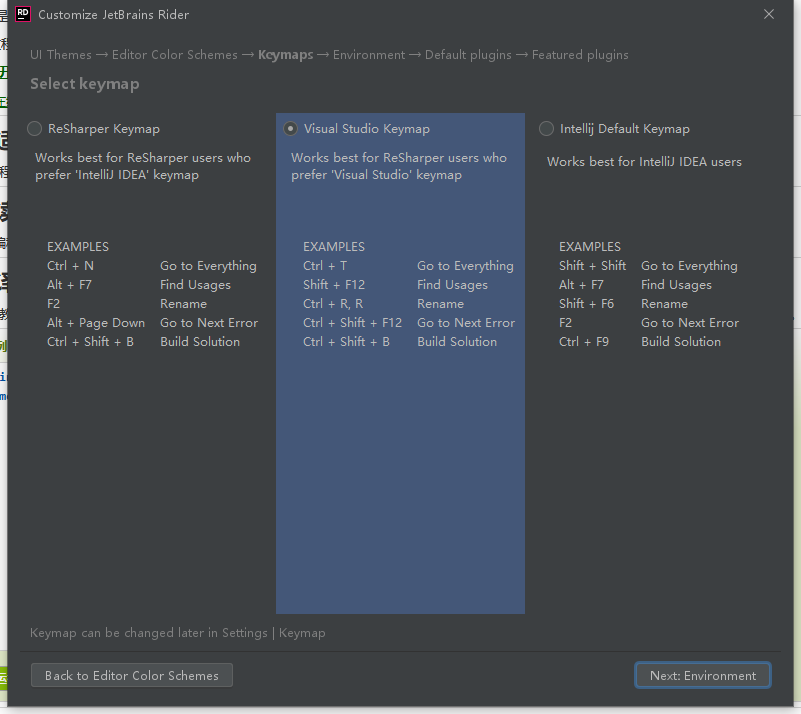 RD Customize JetBrains Rider
UI Themes → Editor Color Schemes → Keymaps → Environment → Default plugins → Featured plugins
Select keymap
ReSharper Keymap
Works best for ReSharper users who
prefer 'IntelliJ IDEA' keymap
EXAMPLES
Ctrl + N Go to Everything
Alt + F7 Find Usages
F2 Rename
Alt + Page Down Go to Next Error
Ctrl + Shift + B Build Solution
Visual Studio Keymap
Works best for ReSharper users who
prefer 'Visual Studio' keymap
EXAMPLES
Ctrl + T Go to Everything
Shift + F12 Find Usages
Ctrl + R, R Rename
Ctrl + Shift + F12 Go to Next Error
Ctrl + Shift + B Build Solution
Intellij Default Keymap
Works best for IntelliJ IDEA users
EXAMPLES
Shift + Shift Go to Everything
Alt + F7 Find Usages
Shift + F6 Rename
F2 Go to Next Error
Ctrl + F9 Build Solution
Keymap can be changed later in Settings | Keymap
Back to Editor Color Schemes
Next: Environment